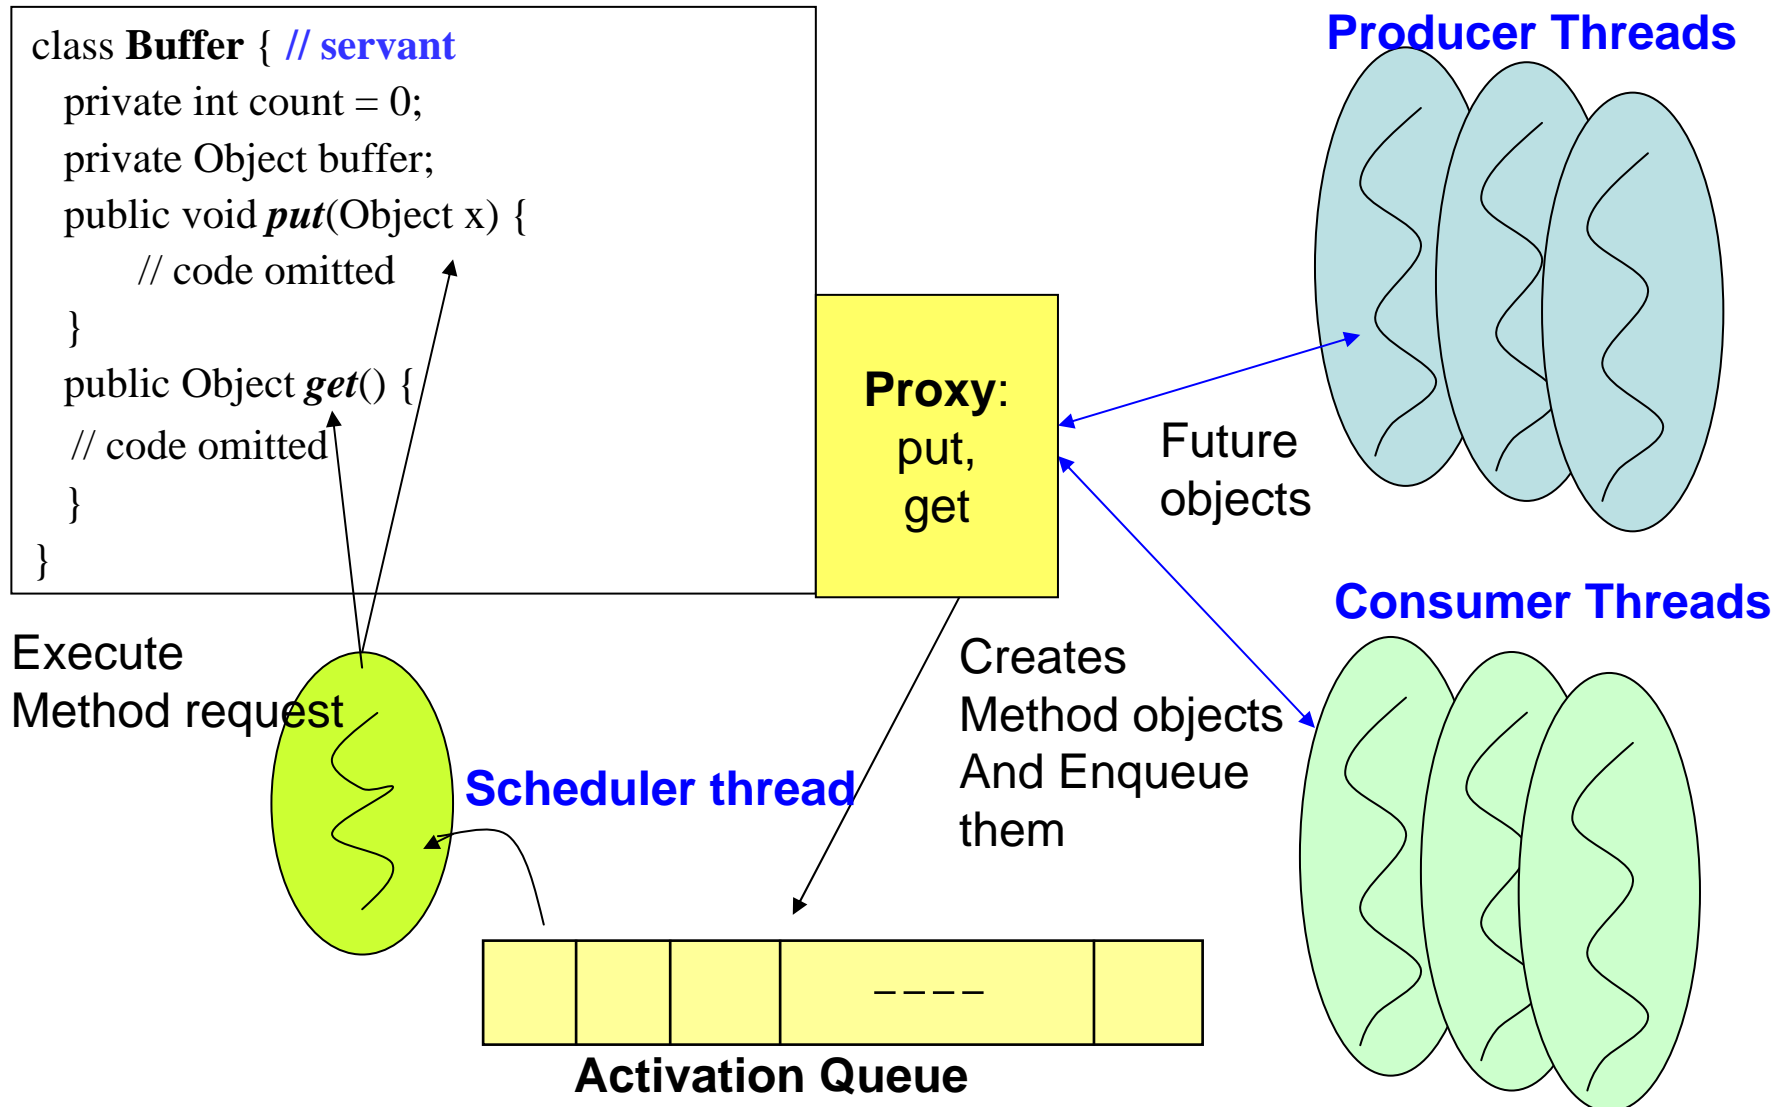 class Buffer { // servant
private int count = 0;
private Object buffer;
public void put(Object x) {
// code omitted
}
public Object get() {
// code omitted
}
}
Producer Threads
Proxy:
put,
get
Future
objects
Consumer Threads
Execute
Method request
Creates
Method objects
And Enqueue
them
Scheduler thread
Activation Queue